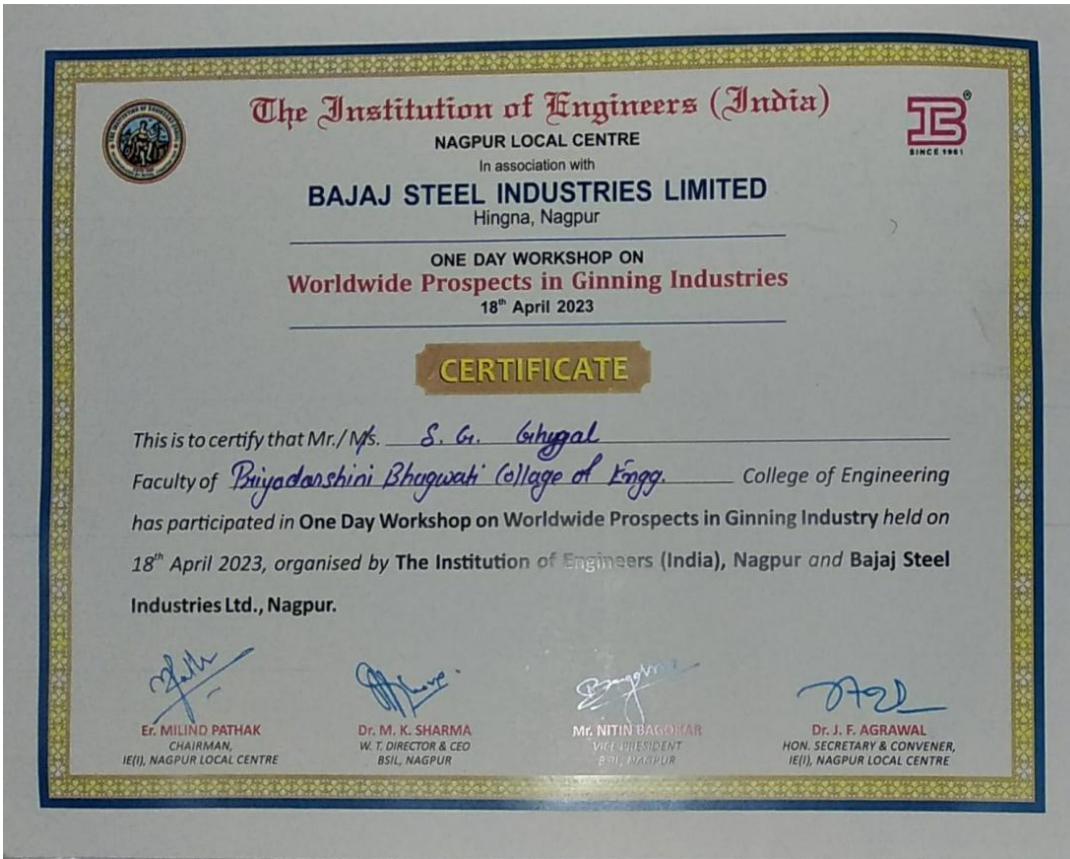 The Institution of Engineers (India)
NAGPUR LOCAL CENTRE
In association with
BAJAJ STEEL INDUSTRIES LIMITED
Hingna, Nagpur
SINCE 1961
ONE DAY WORKSHOP ON
Worldwide Prospects in Ginning Industries
18th April 2023
CERTIFICATE
This is to certify that Mr./Ms. S. G. Ghugal
Faculty of Priyadarshini Bhagwati Collage of Engg. College of Engineering
has participated in One Day Workshop on Worldwide Prospects in Ginning Industry held on
18th April 2023, organised by The Institution of Engineers (India), Nagpur and Bajaj Steel
Industries Ltd., Nagpur.
Er. MILIND PATHAK
CHAIRMAN,
IE(I), NAGPUR LOCAL CENTRE
Dr. M. K. SHARMA
W. T. DIRECTOR & CEO
BSIL, NAGPUR
Mr. NITIN BAGOKAR
VICE PRESIDENT
BSIL, NAGPUR
Dr. J. F. AGRAWAL
HON. SECRETARY & CONVENER,
IE(I), NAGPUR LOCAL CENTRE